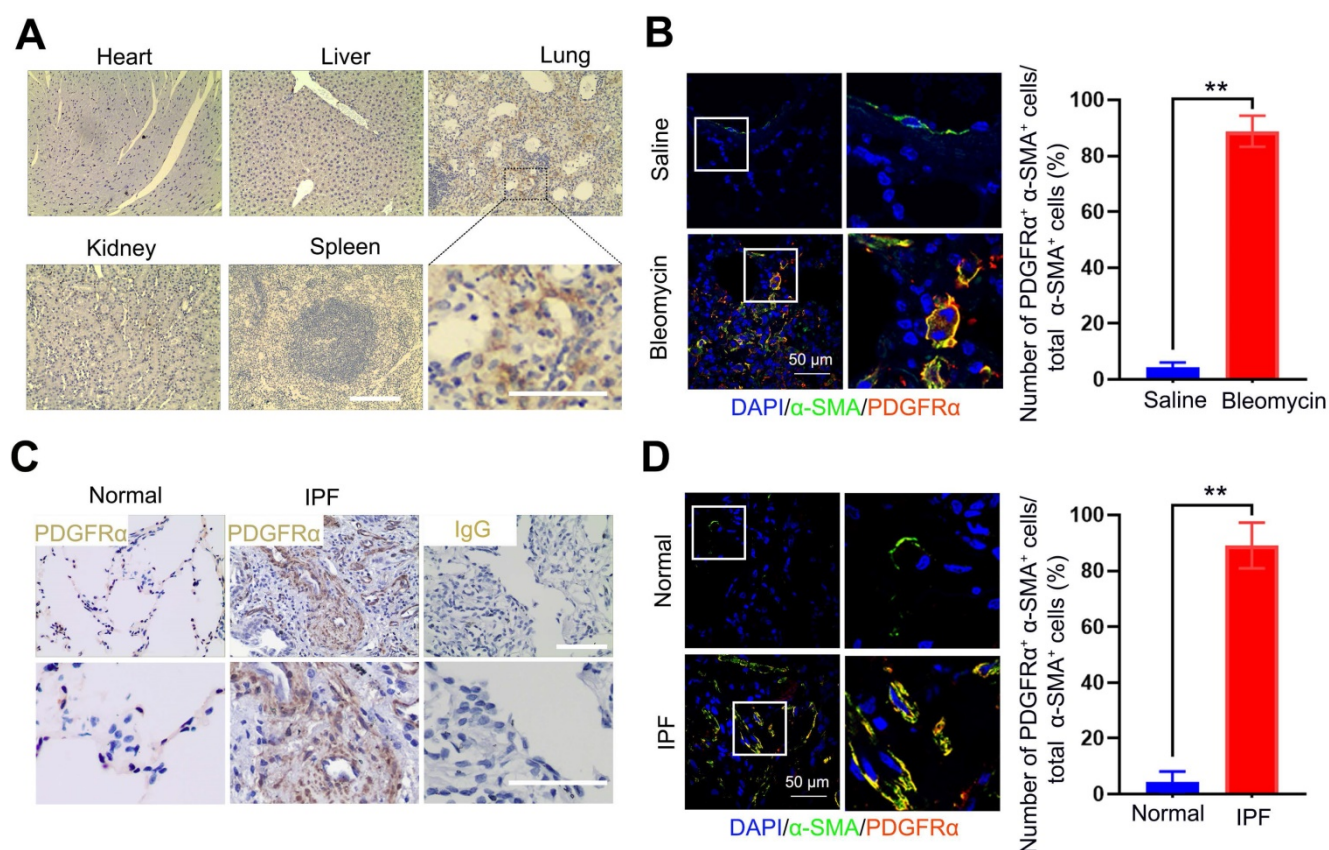 A
Heart
Liver
Lung
Kidney
Spleen
B
Saline
Bleomycin
50 μm
DAPI/α-SMA/PDGFRα
Number of PDGFRα⁺ α-SMA⁺ cells/
total α-SMA⁺ cells (%)
100
80
60
40
20
0
**
Saline
Bleomycin
C
Normal
IPF
PDGFRα
PDGFRα
IgG
D
Normal
IPF
50 μm
DAPI/α-SMA/PDGFRα
Number of PDGFRα⁺ α-SMA⁺ cells/
total α-SMA⁺ cells (%)
100
80
60
40
20
0
**
Normal
IPF